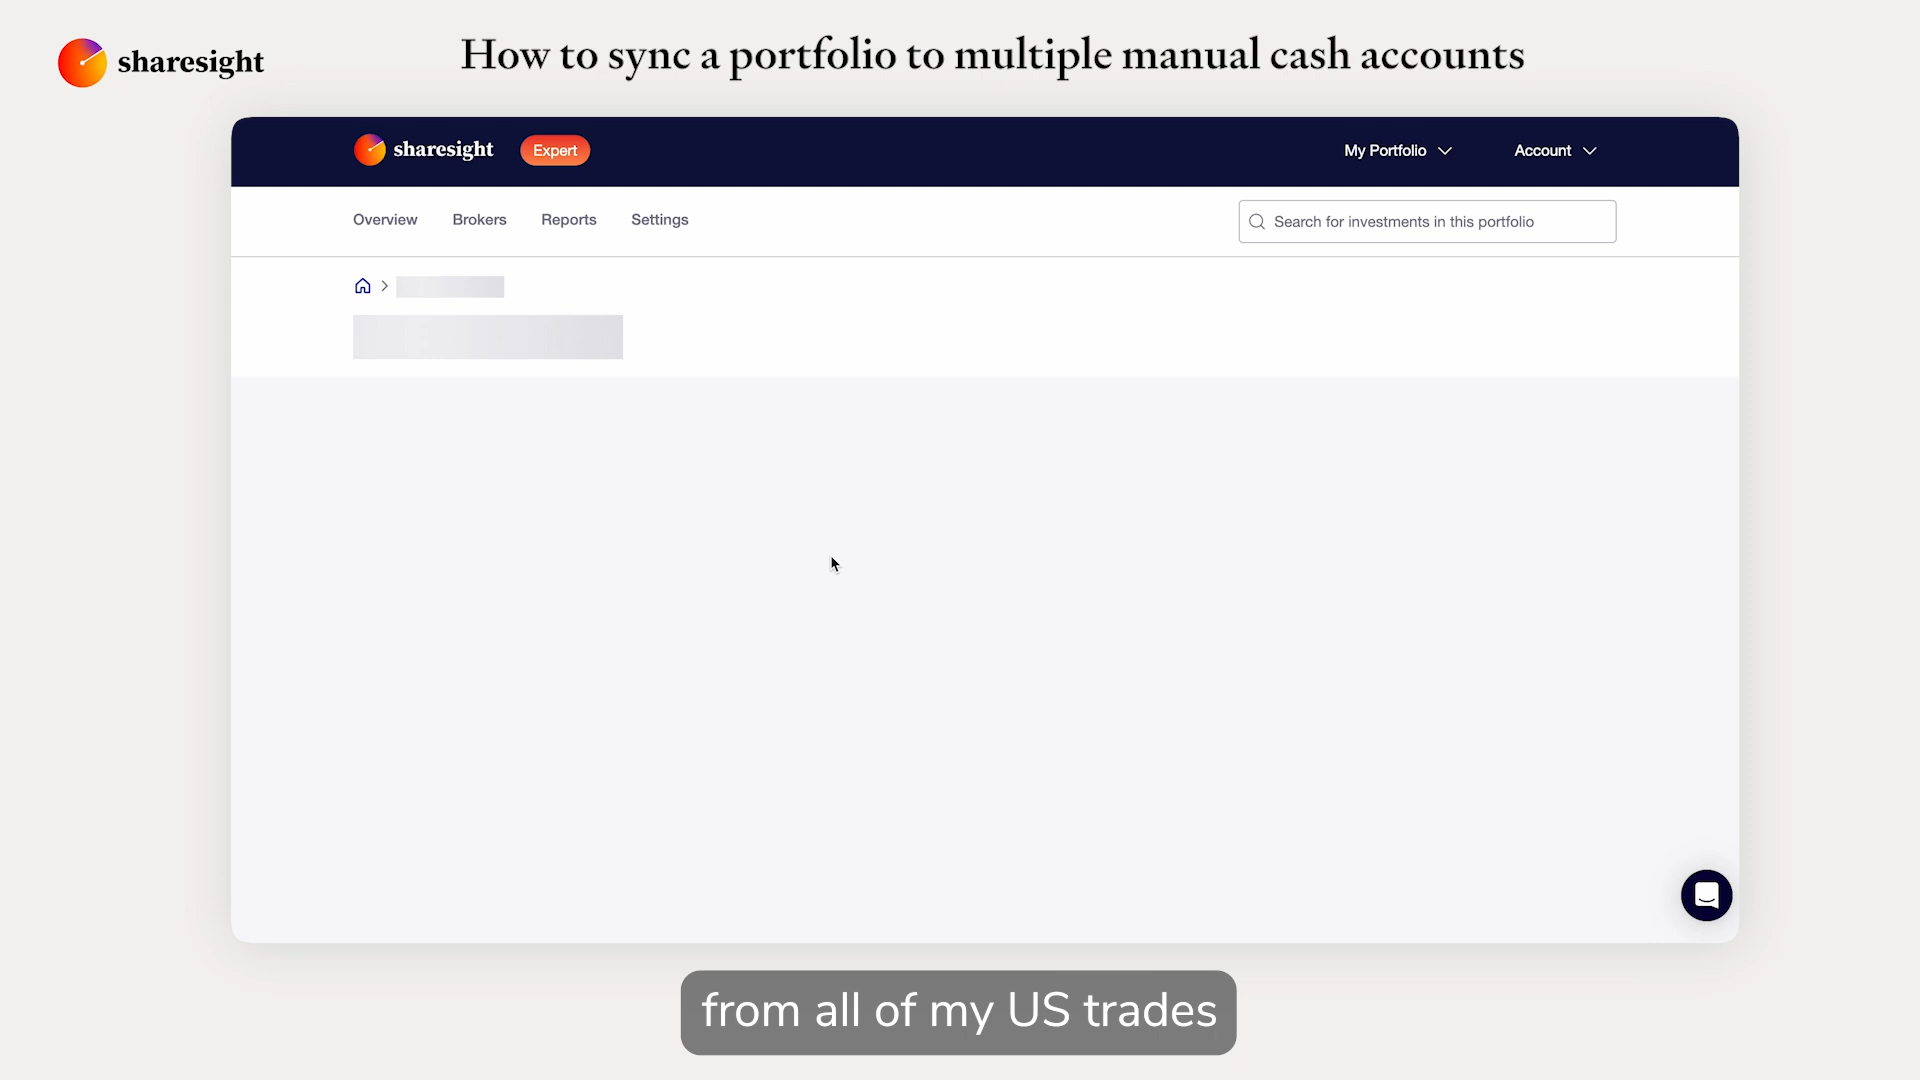 sharesight
How to sync a portfolio to multiple manual cash accounts
sharesight Expert My Portfolio Account
Overview Brokers Reports Settings Search for investments in this portfolio
from all of my US trades